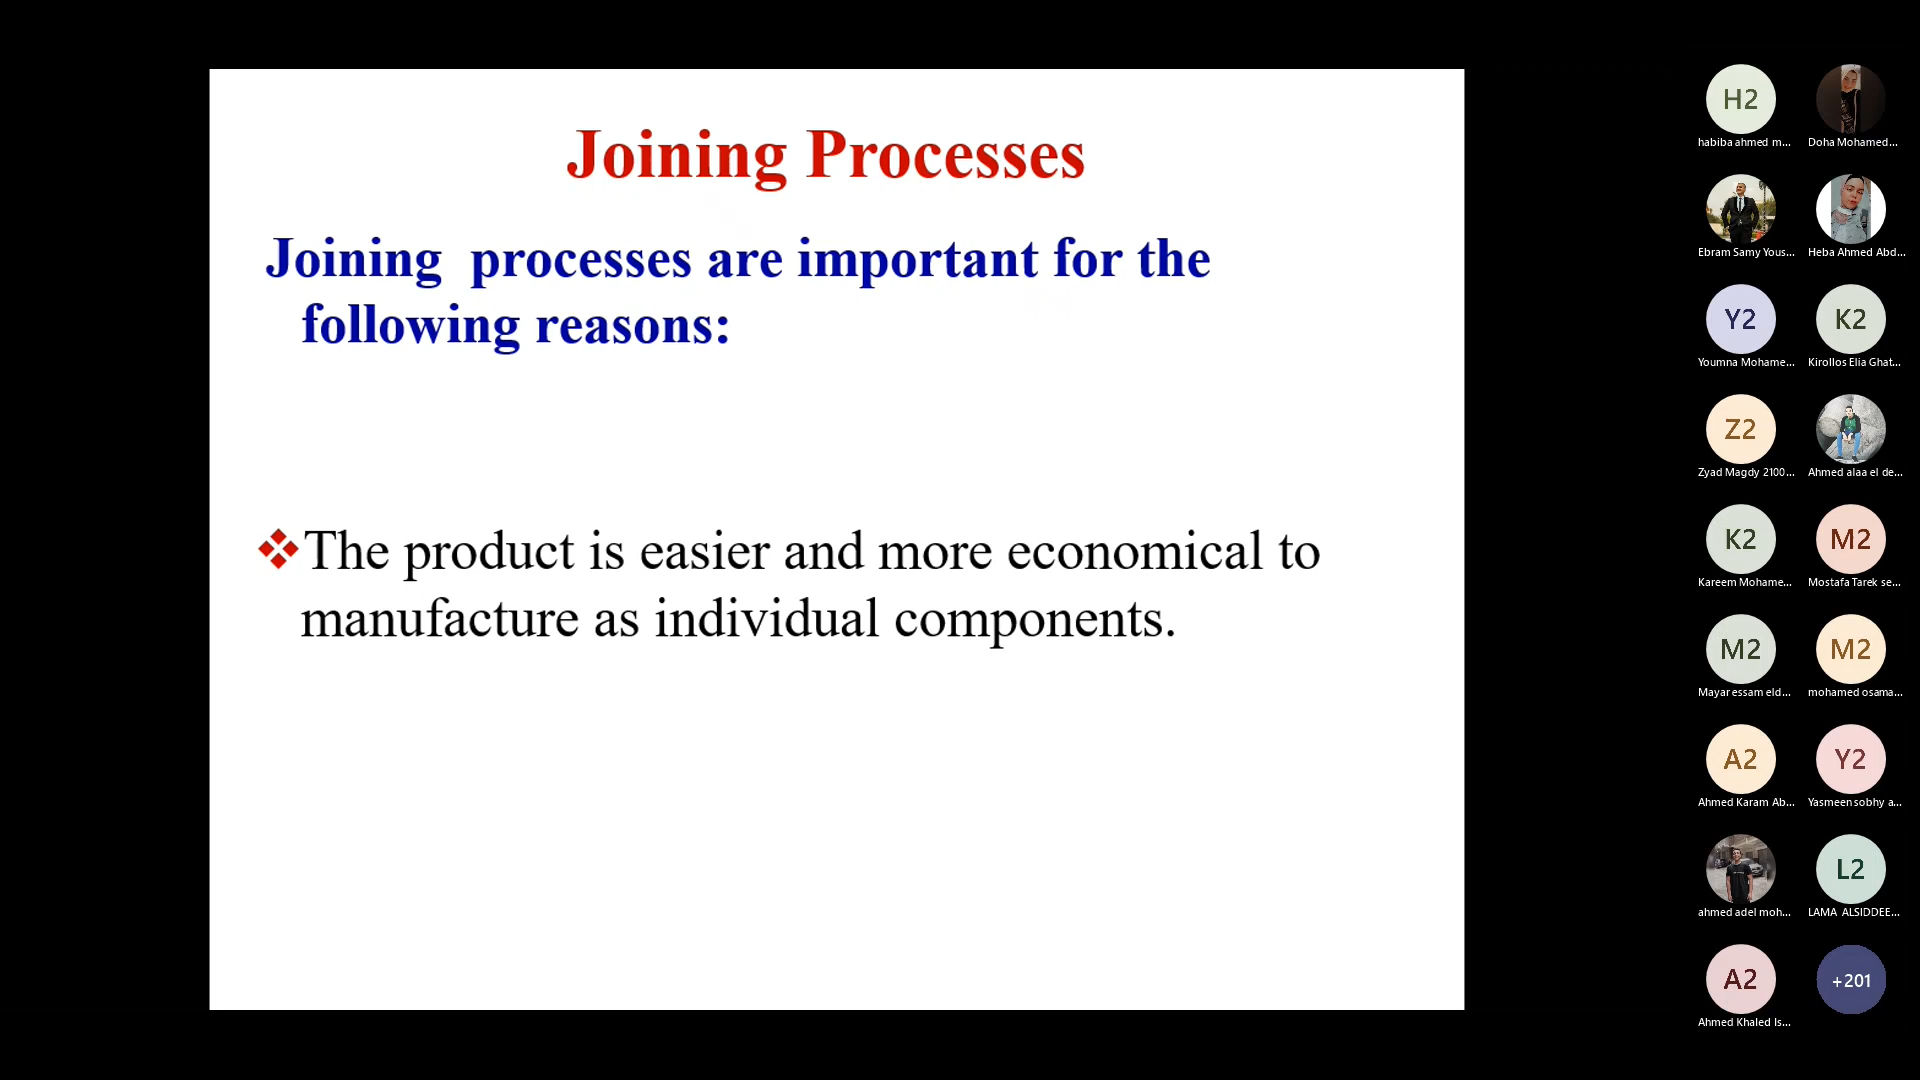 Joining Processes
Joining processes are important for the
following reasons:
The product is easier and more economical to
manufacture as individual components.
H2
habiba ahmed m...
Doha Mohamed...
Ebram Samy Yous...
Heba Ahmed Abd...
Y2
Youmna Mohame...
K2
Kirollos Elia Ghat...
Z2
Zyad Magdy 2100...
Ahmed alaa el de...
K2
Kareem Mohame...
M2
Mostafa Tarek se...
M2
Mayar essam eld...
M2
mohamed osama...
A2
Ahmed Karam Ab...
Y2
Yasmeen sobhy a...
ahmed adel moh...
L2
LAMA ALSIDDEE...
A2
Ahmed Khaled Is...
+201